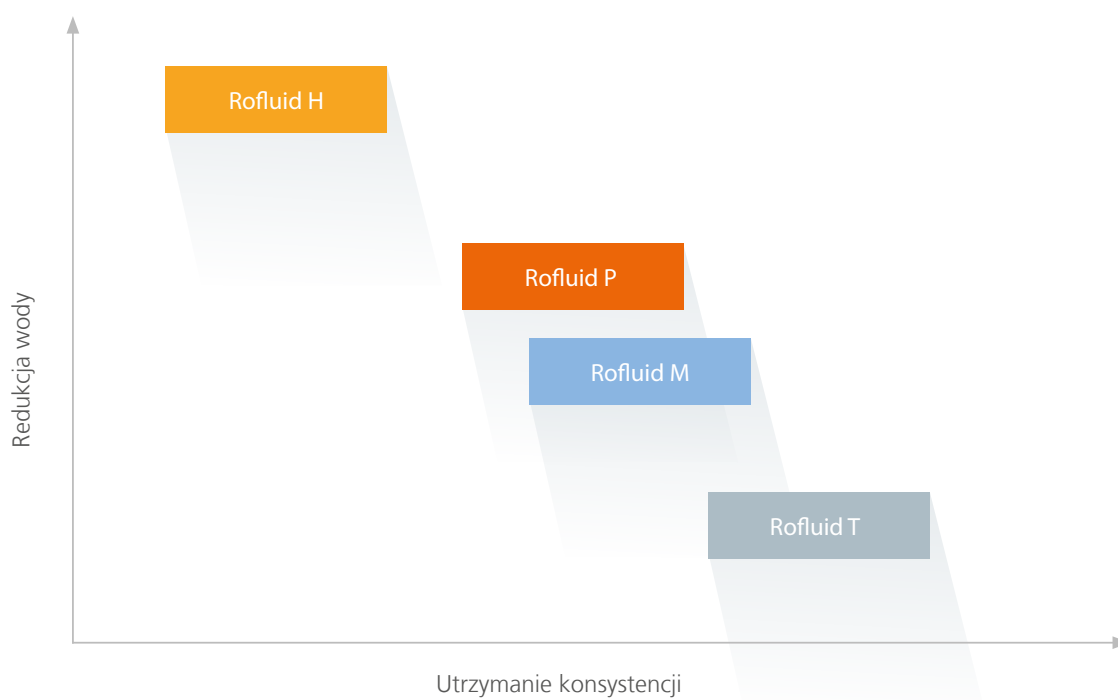 Rofluid H
Rofluid P
Rofluid M
Rofluid T
Redukcja wody
Utrzymanie konsystencji